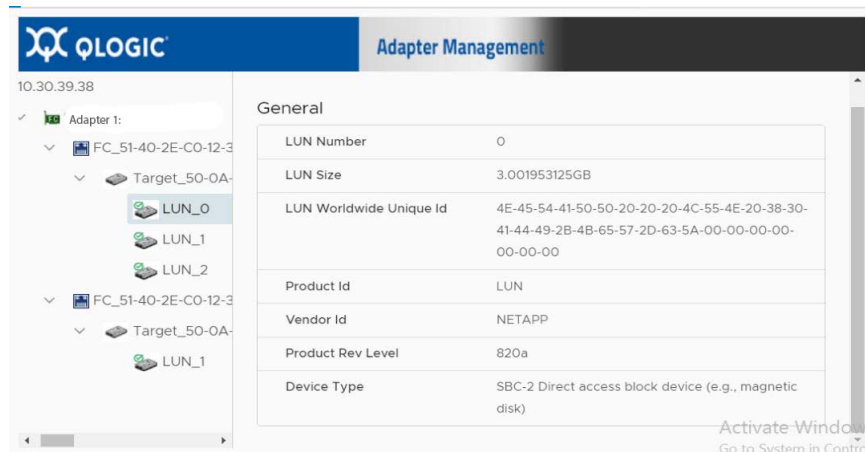 QLOGIC
Adapter Management
10.30.39.38
Adapter 1:
FC_51-40-2E-C0-12-3
Target_50-0A-
LUN_0
LUN_1
LUN_2
FC_51-40-2E-C0-12-3
Target_50-0A-
LUN_1
General
LUN Number 0
LUN Size 3.001953125GB
LUN Worldwide Unique Id 4E-45-54-41-50-50-20-20-20-4C-55-4E-20-38-30-
41-44-49-2B-4B-65-57-2D-63-5A-00-00-00-00-
00-00-00
Product Id LUN
Vendor Id NETAPP
Product Rev Level 820a
Device Type SBC-2 Direct access block device (e.g., magnetic
disk)
Activate Window
Go to System in Contro